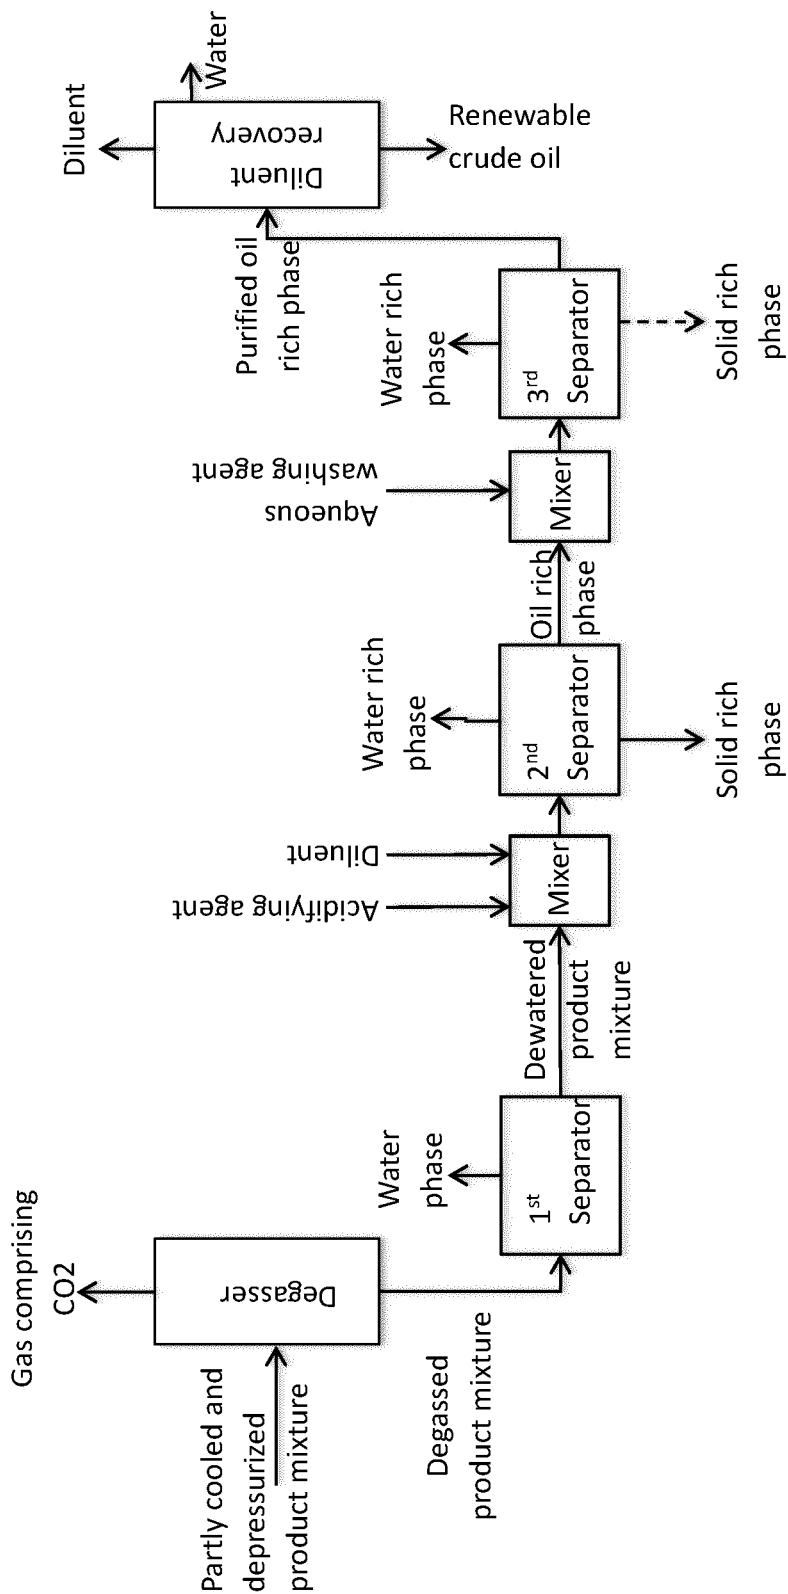 Gas comprising
CO2
Partly cooled and
depressurized
product mixture
Degasser
Degassed
product mixture
Water
phase
1st
Separator
Dewatered
product
mixture
Acidifying agent
Diluent
Mixer
Water rich
phase
2nd
Separator
Solid rich
phase
Oil rich
phase
Aqueous
washing agent
Mixer
Water rich
phase
3rd
Separator
Solid rich
phase
Purified oil
rich phase
Diluent
Water
Diluent
recovery
Renewable
crude oil